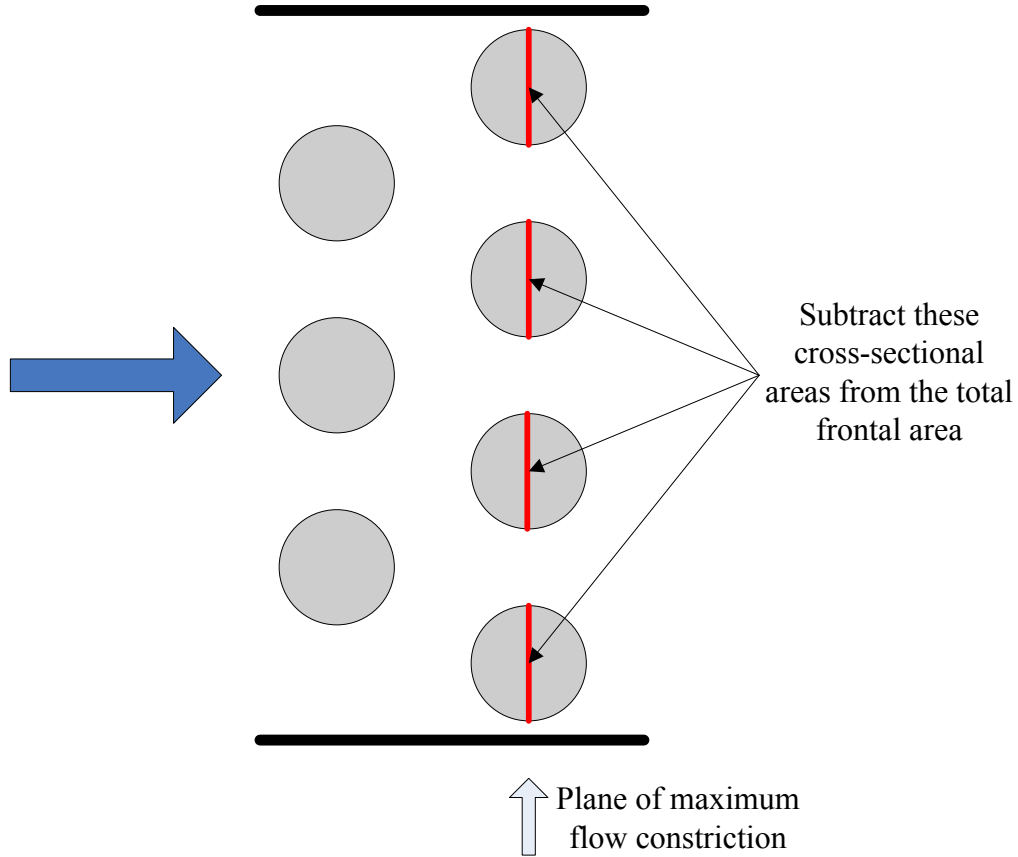 Subtract these
cross-sectional
areas from the total
frontal area
Plane of maximum
flow constriction